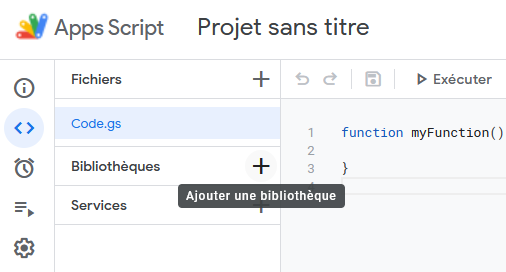 Apps Script Projet sans titre
Fichiers
Exécuter
Code.gs
Bibliothèques
Ajouter une bibliothèque
Services
1 function myFunction()
2
3 }